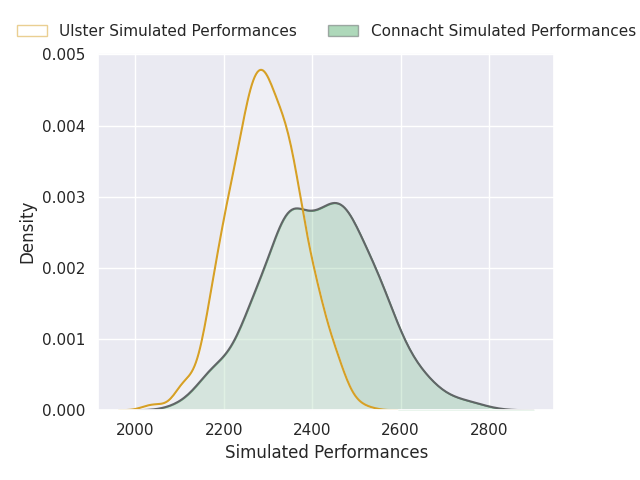 Ulster Simulated Performances
Connacht Simulated Performances
0.005
0.004
0.003
0.002
0.001
0.000
Density
2000
2200
2400
2600
2800
Simulated Performances